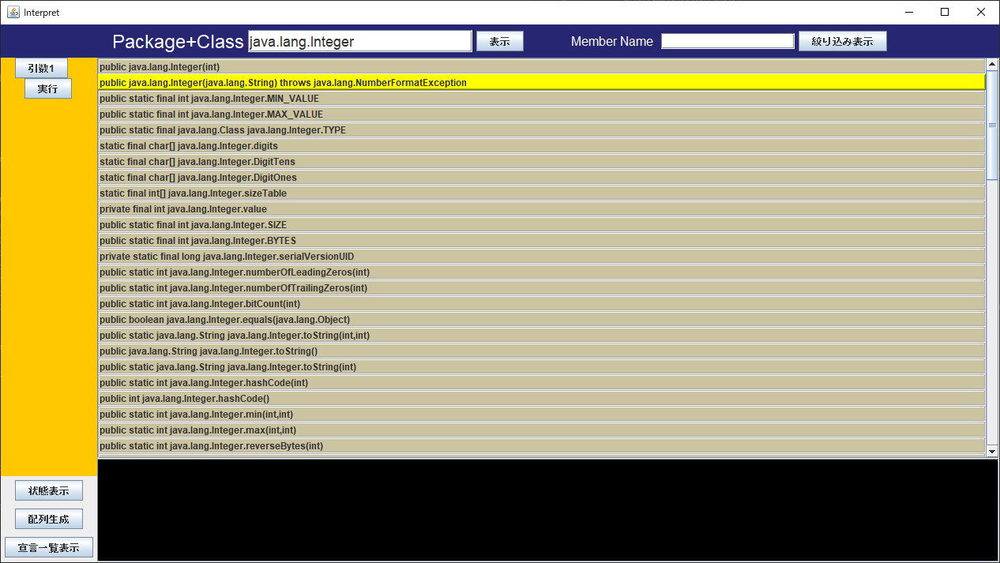 Interpret
Package+Class java.lang.Integer 表示 Member Name 絞り込み表示
引数1
実行
public java.lang.Integer(int)
public java.lang.Integer(java.lang.String) throws java.lang.NumberFormatException
public static final int java.lang.Integer.MIN_VALUE
public static final int java.lang.Integer.MAX_VALUE
public static final java.lang.Class java.lang.Integer.TYPE
static final char[] java.lang.Integer.digits
static final char[] java.lang.Integer.DigitTens
static final char[] java.lang.Integer.DigitOnes
static final int[] java.lang.Integer.sizeTable
private final int java.lang.Integer.value
public static final int java.lang.Integer.SIZE
public static final int java.lang.Integer.BYTES
private static final long java.lang.Integer.serialVersionUID
public static int java.lang.Integer.numberOfLeadingZeros(int)
public static int java.lang.Integer.numberOfTrailingZeros(int)
public static int java.lang.Integer.bitCount(int)
public boolean java.lang.Integer.equals(java.lang.Object)
public static java.lang.String java.lang.Integer.toString(int,int)
public java.lang.String java.lang.Integer.toString()
public static java.lang.String java.lang.Integer.toString(int)
public static int java.lang.Integer.hashCode(int)
public int java.lang.Integer.hashCode()
public static int java.lang.Integer.min(int,int)
public static int java.lang.Integer.max(int,int)
public static int java.lang.Integer.reverseBytes(int)
状態表示
配列生成
宣言一覧表示